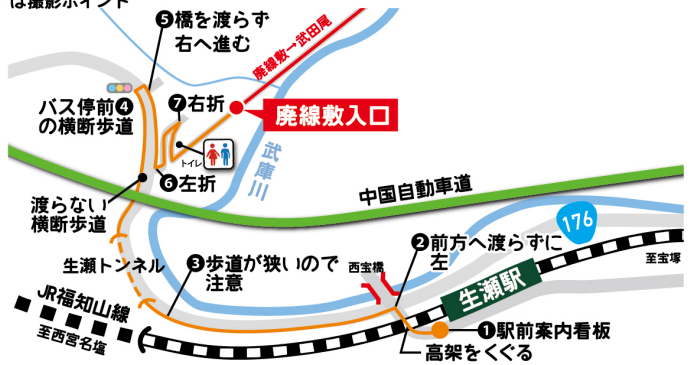 は撮影ポイント
❺橋を渡らず
右へ進む
廃線敷→武田尾
バス停前❹
の横断歩道
❼右折
廃線敷入口
トイレ
❻左折
武庫川
中国自動車道
渡らない
横断歩道
176
❷前方へ渡らずに
左
生瀬トンネル
❸歩道が狭いので
注意
西宝橋
生瀬駅
至宝塚
JR福知山線
至西宮名塩
❶駅前案内看板
高架をくぐる